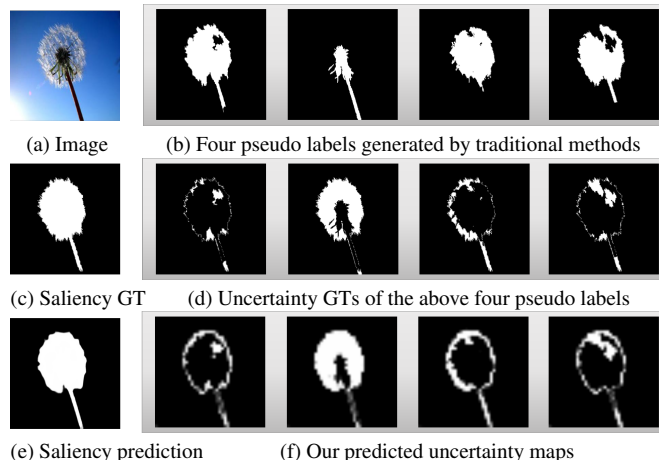 (a) Image
(b) Four pseudo labels generated by traditional methods
(c) Saliency GT
(d) Uncertainty GTs of the above four pseudo labels
(e) Saliency prediction
(f) Our predicted uncertainty maps